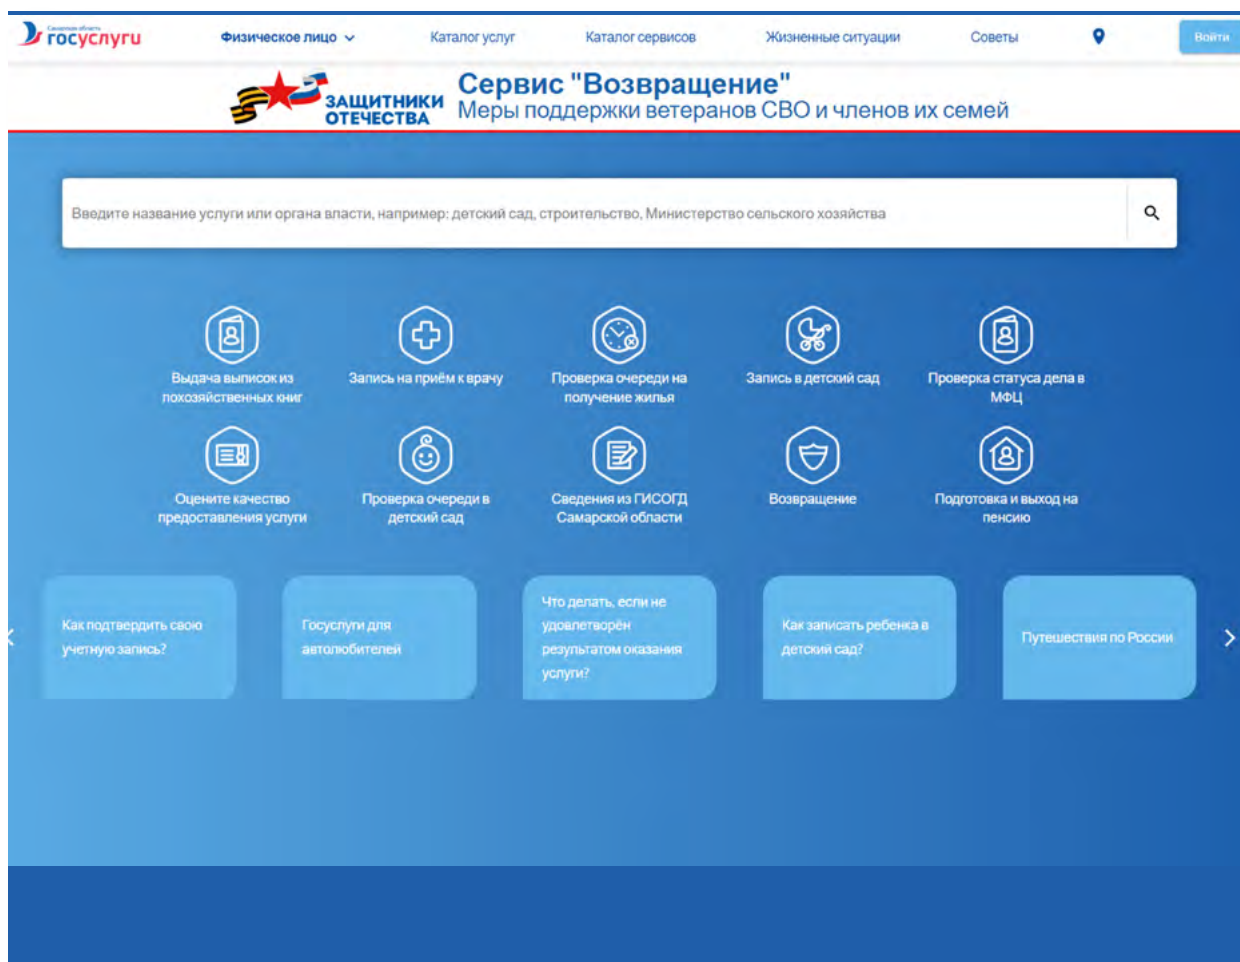 Самарская область
госуслуги
Физическое лицо
Каталог услуг
Каталог сервисов
Жизненные ситуации
Советы
Войти
ЗАЩИТНИКИ
ОТЕЧЕСТВА
Сервис "Возвращение"
Меры поддержки ветеранов СВО и членов их семей
Введите название услуги или органа власти, например: детский сад, строительство, Министерство сельского хозяйства
Выдача выписок из
похозяйственных книг
Запись на приём к врачу
Проверка очереди на
получение жилья
Запись в детский сад
Проверка статуса дела в
МФЦ
Оцените качество
предоставления услуги
Проверка очереди в
детский сад
Сведения из ГИСОГД
Самарской области
Возвращение
Подготовка и выход на
пенсию
Как подтвердить свою
учетную запись?
Госуслуги для
автолюбителей
Что делать, если не
удовлетворён
результатом оказания
услуги?
Как записать ребенка в
детский сад?
Путешествия по России